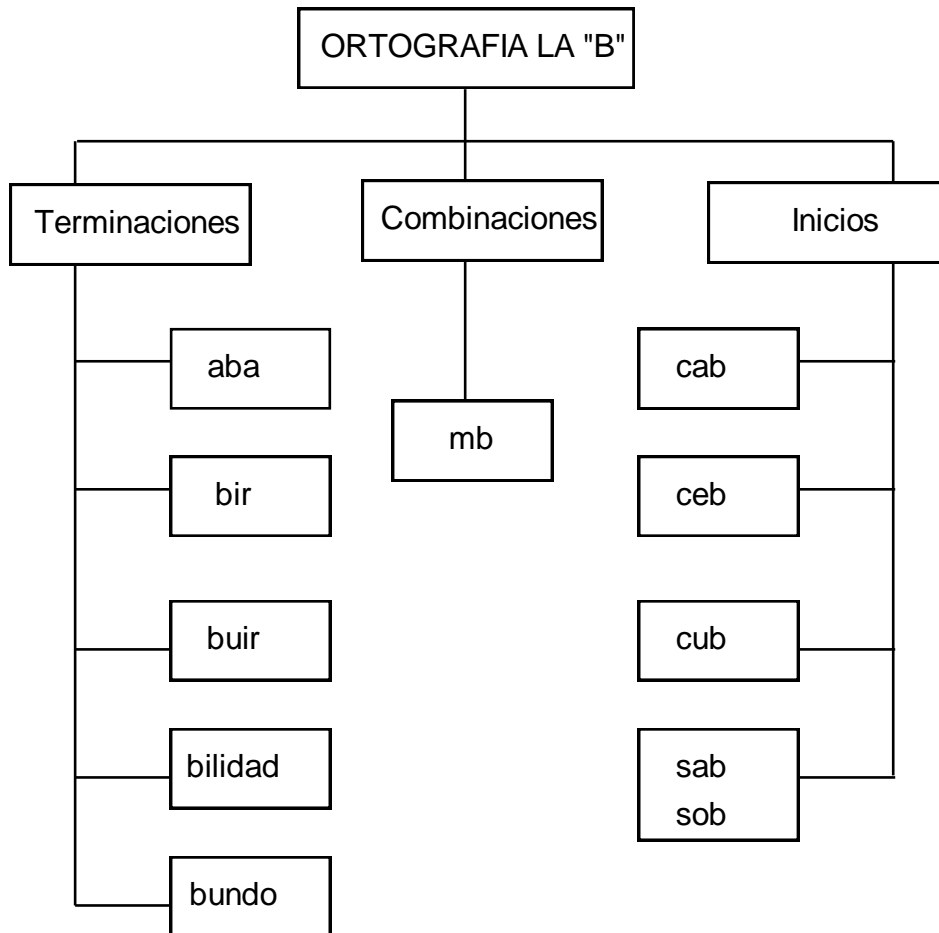 ORTOGRAFIA LA "B"
Terminaciones
Combinaciones
Inicios
aba
bir
buir
bilidad
bundo
mb
cab
ceb
cub
sab
sob